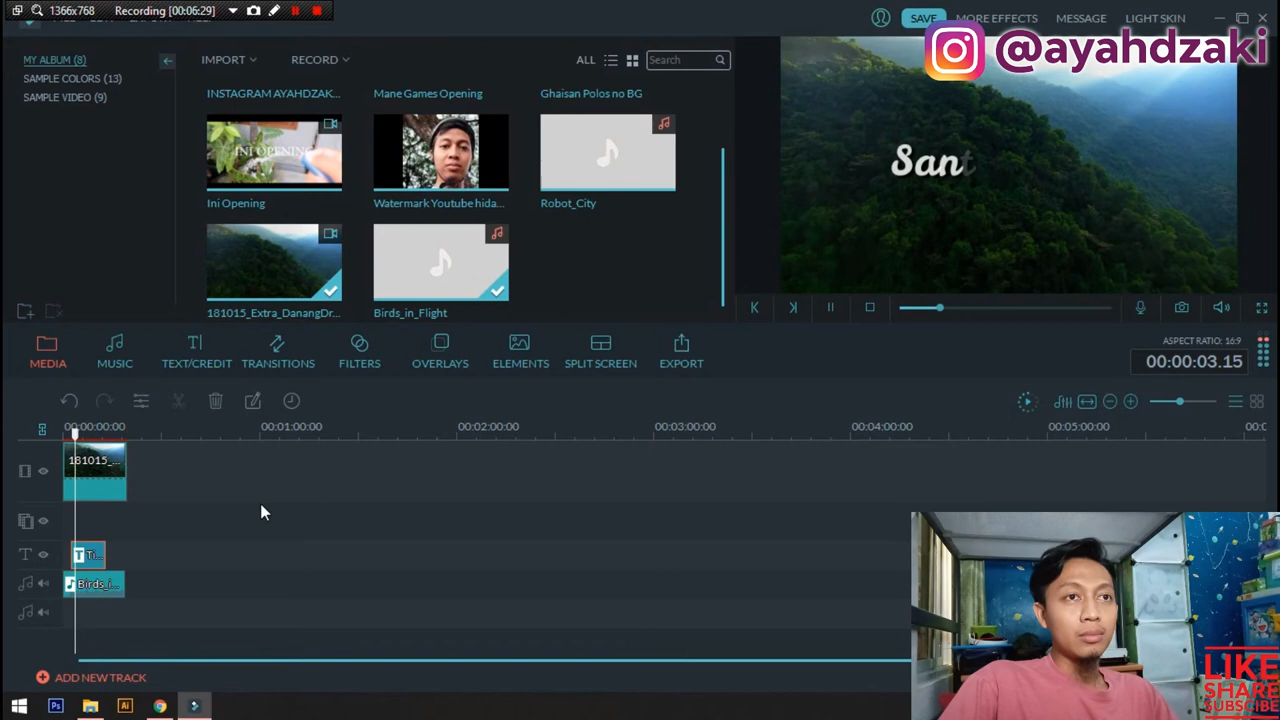 1366x768
Recording [00:06:29]
SAVE
MORE EFFECTS
MESSAGE
LIGHT SKIN
@ayahdzaki
MY ALBUM (8)
SAMPLE COLORS (13)
SAMPLE VIDEO (9)
IMPORT
RECORD
ALL
Search
INSTAGRAM AYAHDZAK...
Mane Games Opening
Ghaisan Polos no BG
INI OPENING
Ini Opening
Watermark Youtube hida...
Robot_City
181015_Extra_DanangDr...
Birds_in_Flight
Sant
MEDIA
MUSIC
TEXT/CREDIT
TRANSITIONS
FILTERS
OVERLAYS
ELEMENTS
SPLIT SCREEN
EXPORT
ASPECT RATIO: 16:9
00:00:03.15
00:00:00:00
00:01:00:00
00:02:00:00
00:03:00:00
00:04:00:00
00:05:00:00
181015_...
T Ti...
Birds_i...
ADD NEW TRACK
LIKE
SHARE
SUBSCIBE
Ps
Ai